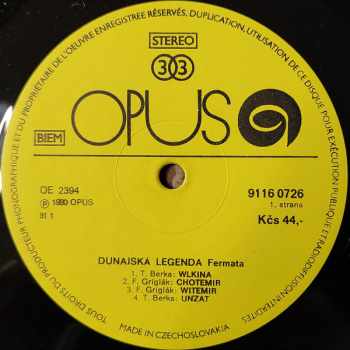 TOUS DROITS DU PRODUCTEUR PHONOGRAPHIQUE ET DU PROPRIÉTAIRE DE L'OEUVRE ENREGISTREE RÉSERVÉS. DUPLICATION, UTILISATION DE CE DISQUE POUR EXÉCUTION PUBLIQUE ET RADIODIFFUSION INTERDITES
STEREO
33
OPUS
BIEM
OE 2394
9116 0726
℗ 1980 OPUS
1. strana
81 1
Kčs 44,-
DUNAJSKÁ LEGENDA Fermata
1. T. Berka: WLKINA
2. F. Griglák: CHOTEMIR
3. F. Griglák: WITEMIR
4. T. Berka: UNZAT
MADE IN CZECHOSLOVAKIA